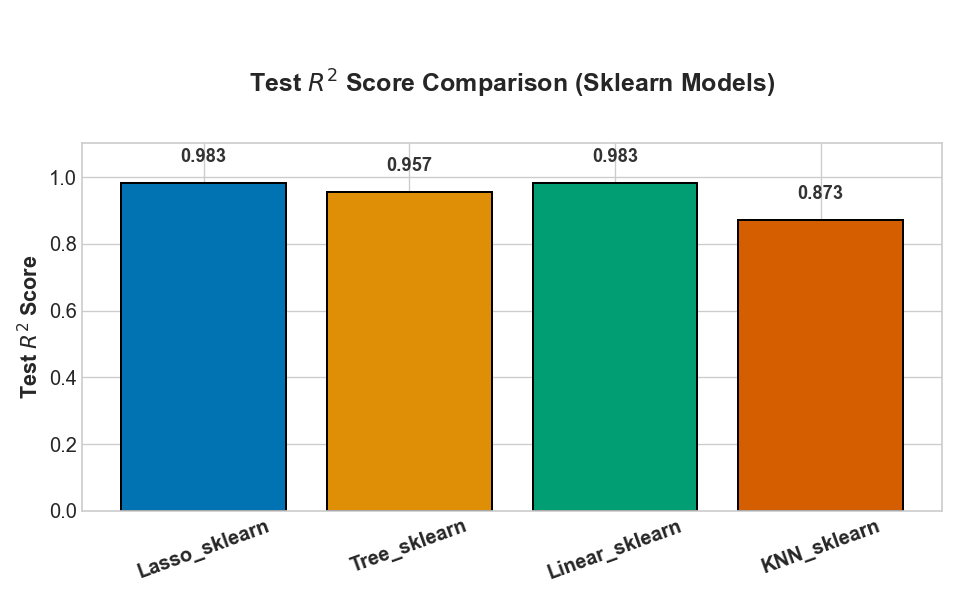 Test R² Score Comparison (Sklearn Models)
0.983
0.957
0.983
0.873
1.0
0.8
0.6
0.4
0.2
0.0
Test R² Score
Lasso_sklearn
Tree_sklearn
Linear_sklearn
KNN_sklearn